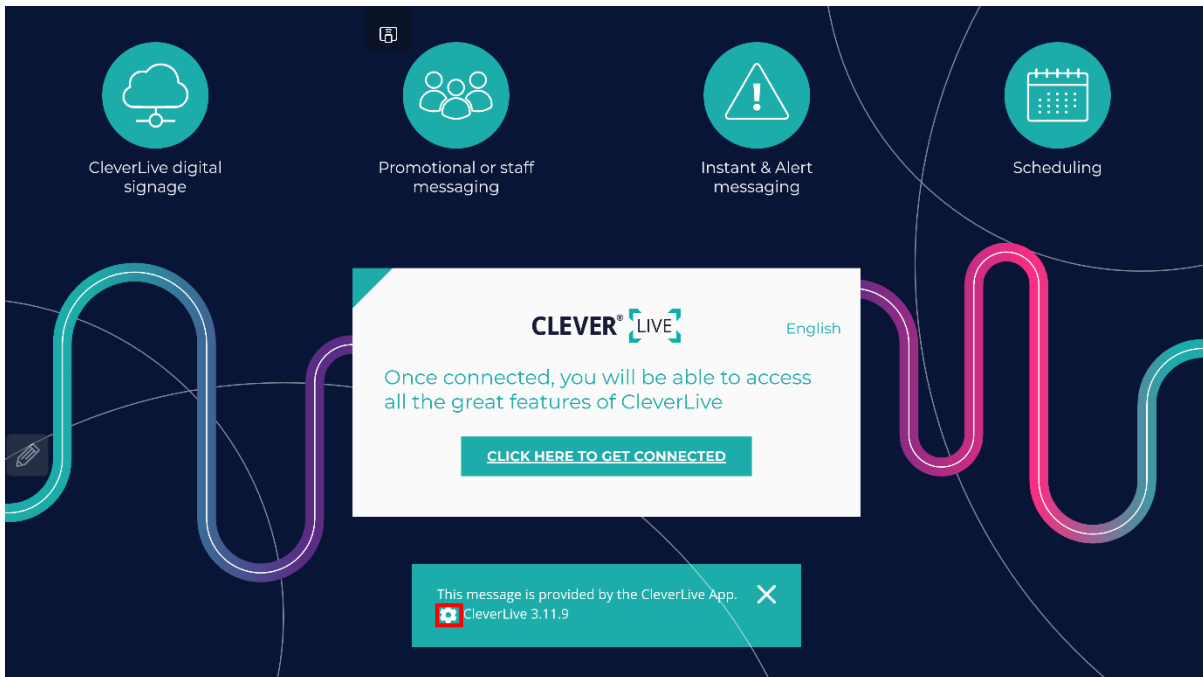 CleverLive digital
signage
Promotional or staff
messaging
Instant & Alert
messaging
Scheduling
CLEVER® LIVE
English
Once connected, you will be able to access
all the great features of CleverLive
CLICK HERE TO GET CONNECTED
This message is provided by the CleverLive App.
CleverLive 3.11.9